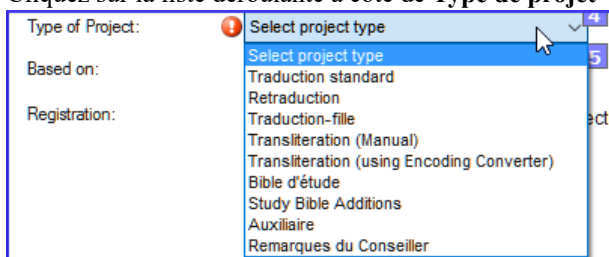 Cliquez sur la liste déroulante à côté de Type de projet
Type of Project: Select project type 4
Select project type
Based on: 5
Traduction standard
Retraduction
Registration: Traduction-fille ect
Transliteration (Manual)
Transliteration (using Encoding Converter)
Bible d'étude
Study Bible Additions
Auxiliaire
Remarques du Conseiller